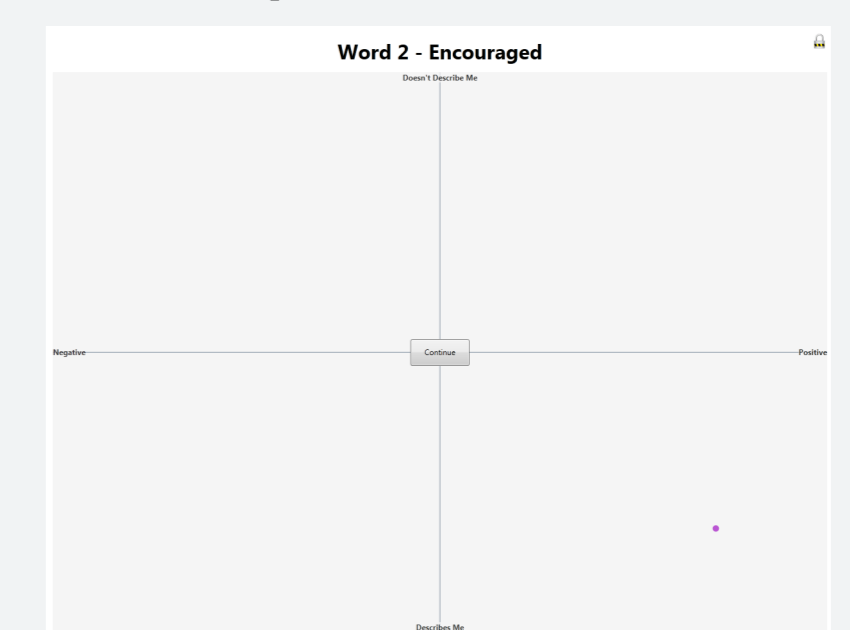 Word 2 - Encouraged
Doesn't Describe Me
Negative
Continue
Positive
Describes Me